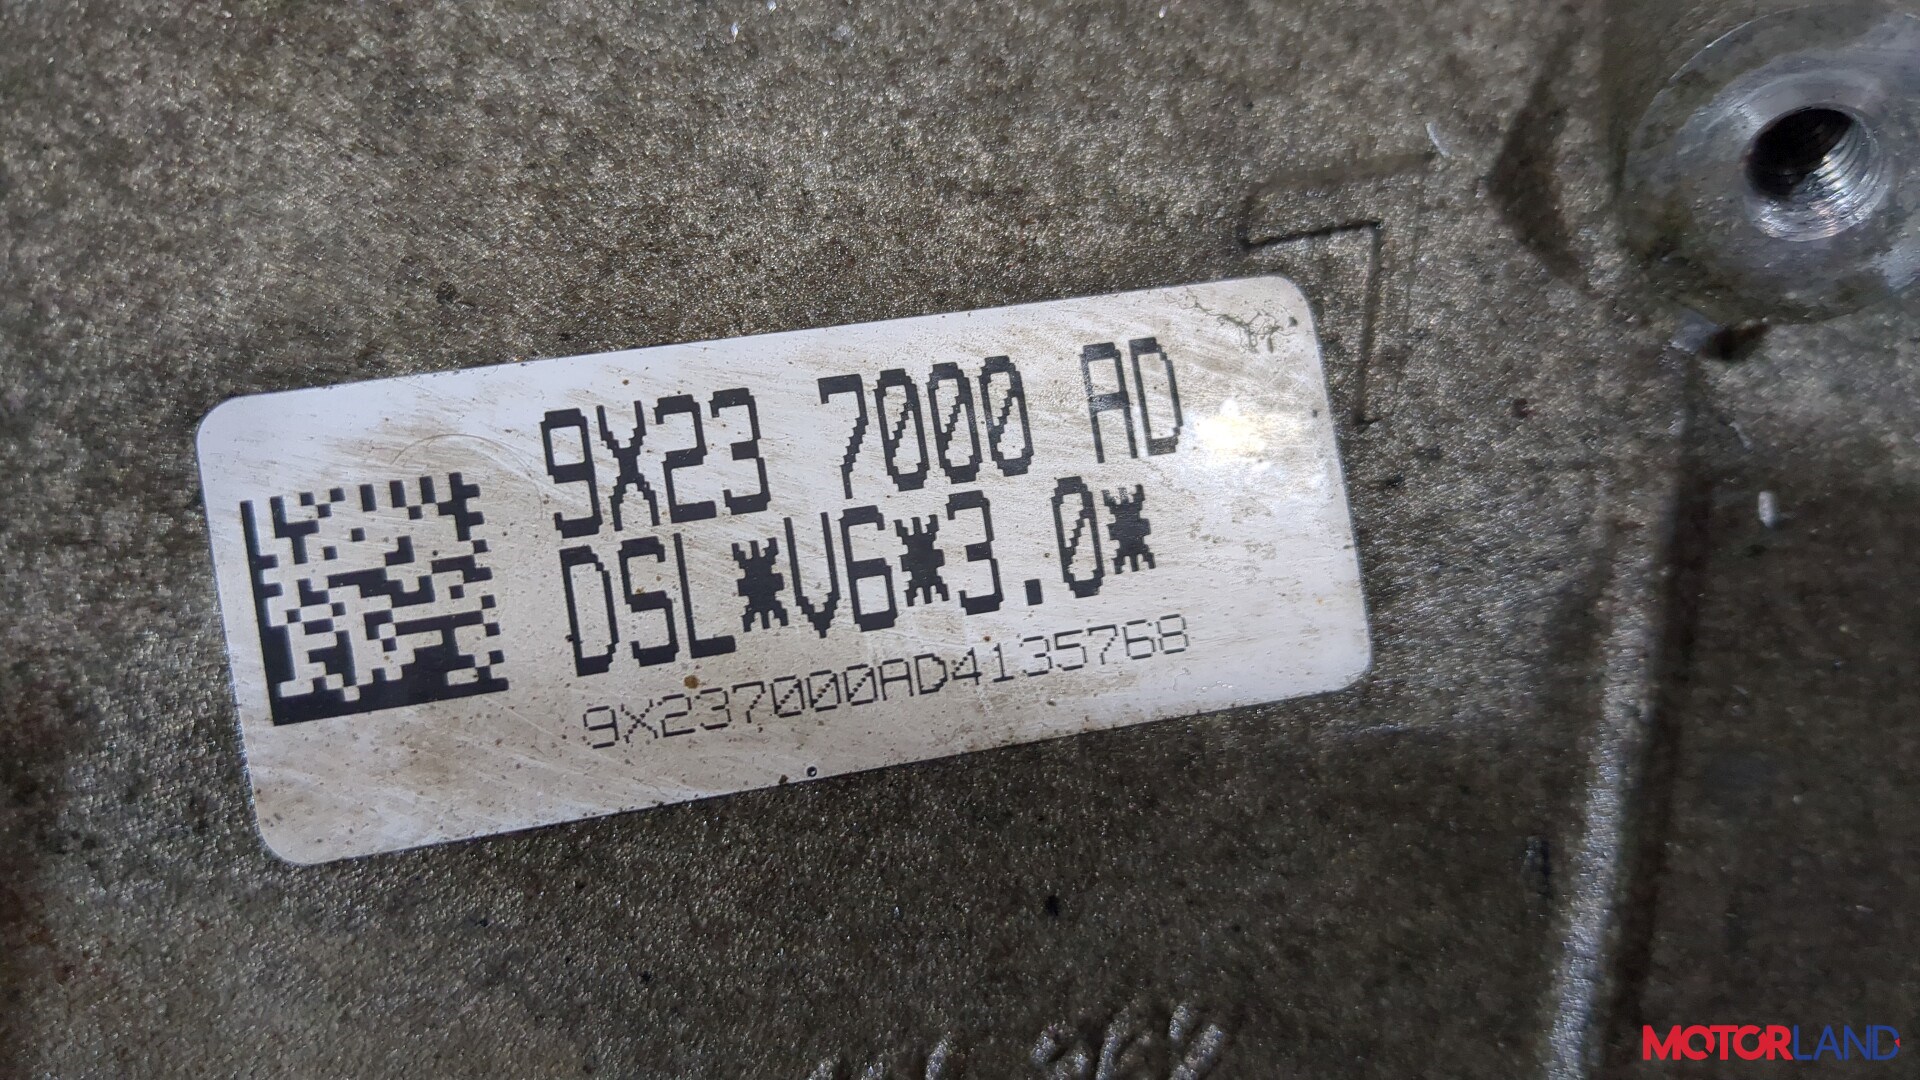 9X23 7000 AD
DSL*V6*3.0*
9X237000AD4135768
MOTORLAND